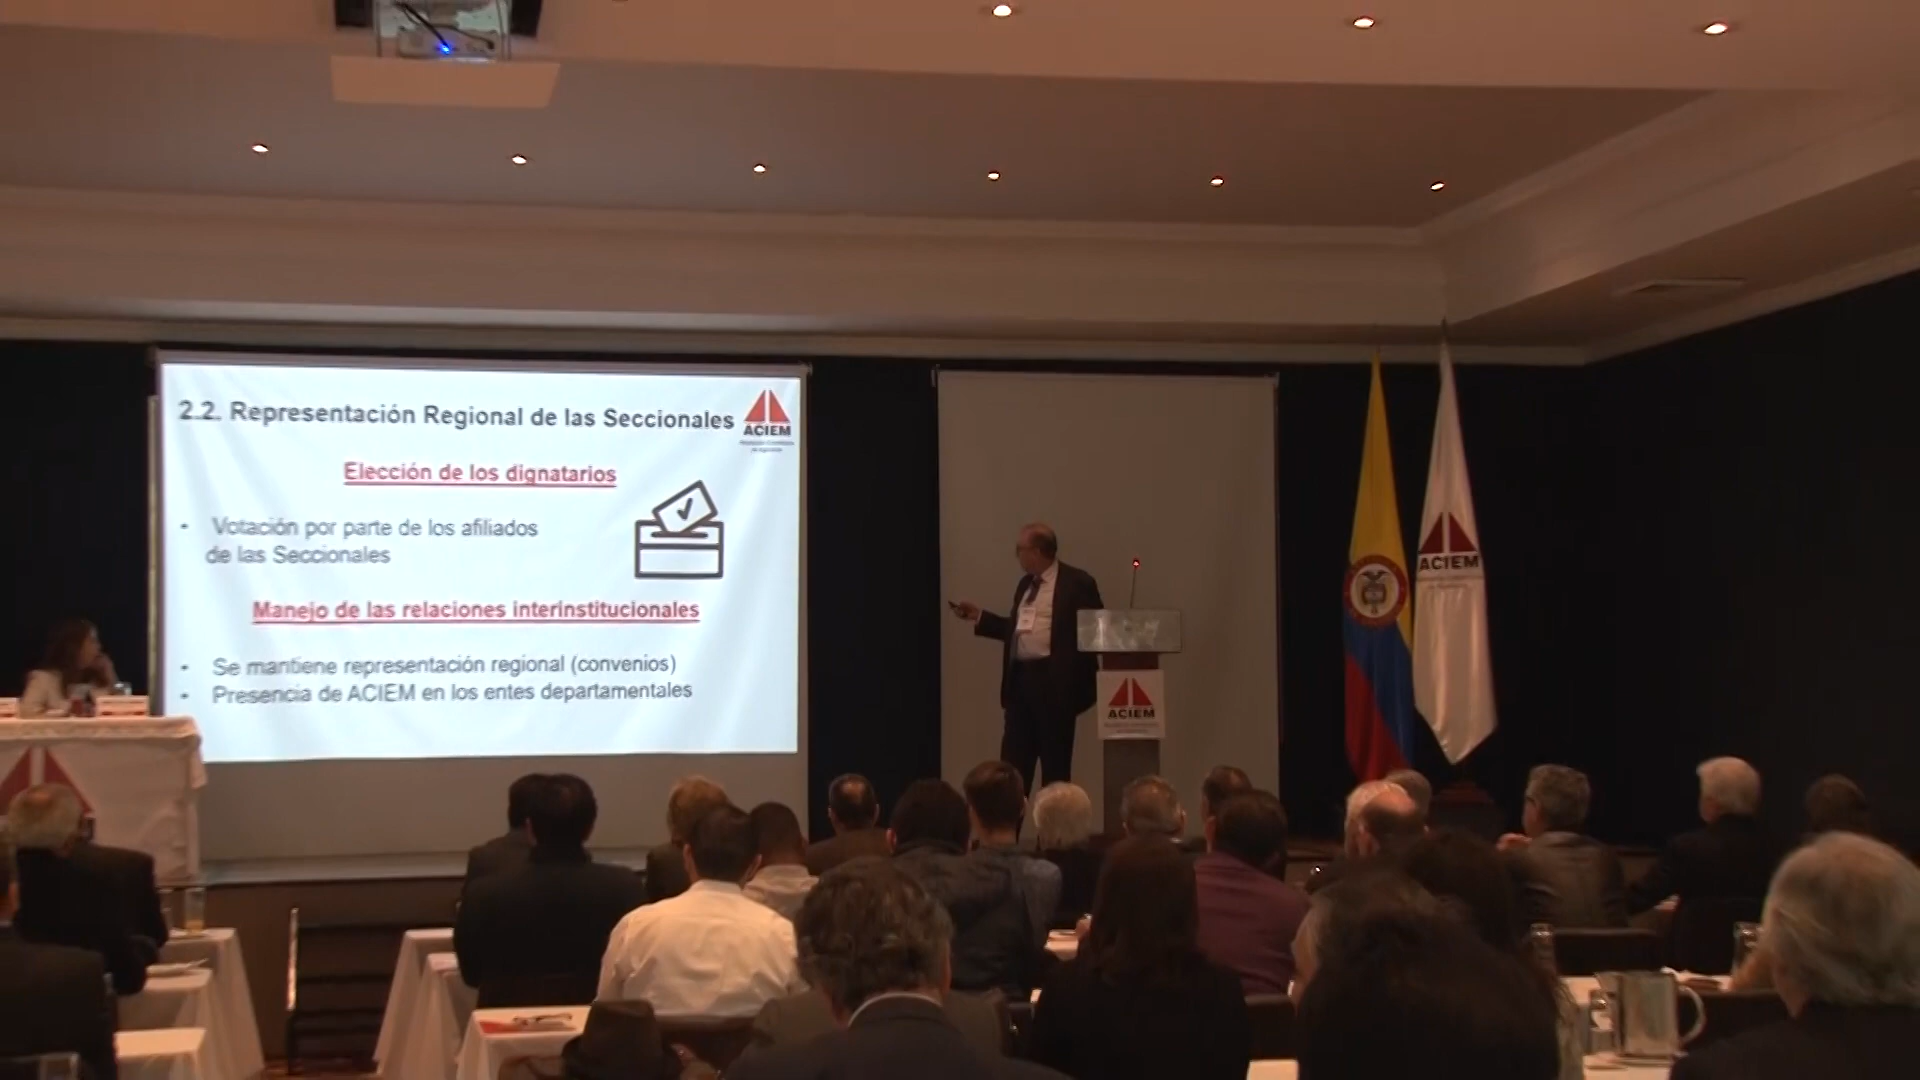 2.2. Representación Regional de las Seccionales
ACIEM
Elección de los dignatarios
• Votación por parte de los afiliados
de las Seccionales
Manejo de las relaciones interinstitucionales
• Se mantiene representación regional (convenios)
• Presencia de ACIEM en los entes departamentales
ACIEM
ACIEM